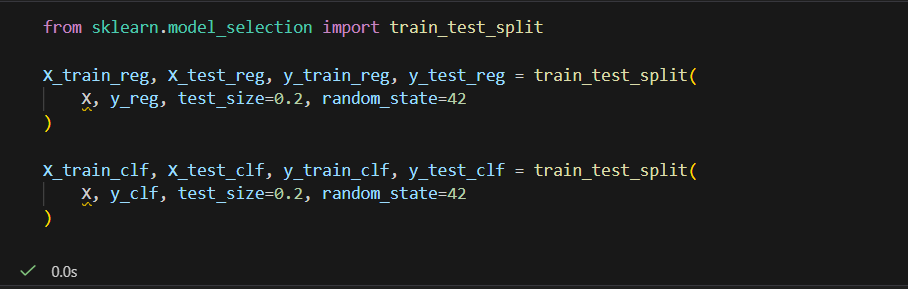 from sklearn.model_selection import train_test_split
X_train_reg, X_test_reg, y_train_reg, y_test_reg = train_test_split(
    X, y_reg, test_size=0.2, random_state=42
)
X_train_clf, X_test_clf, y_train_clf, y_test_clf = train_test_split(
    X, y_clf, test_size=0.2, random_state=42
)
0.0s